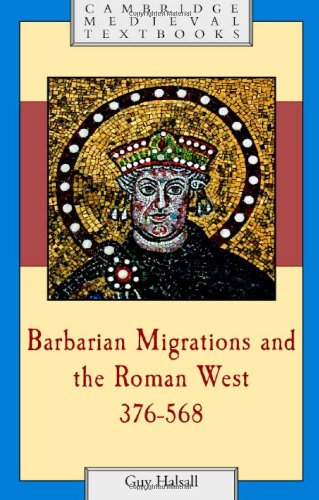 CAMBRIDGE
MEDIEVAL
TEXTBOOKS
Barbarian Migrations and
the Roman West
376–568
Guy Halsall